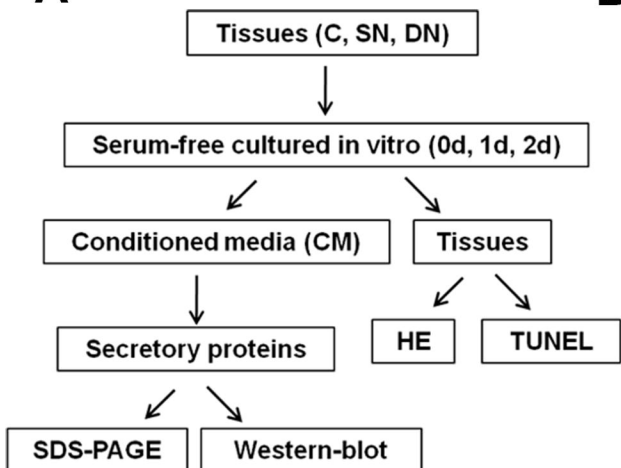 Tissues (C, SN, DN)
Serum-free cultured in vitro (0d, 1d, 2d)
Conditioned media (CM)
Tissues
Secretory proteins
HE
TUNEL
SDS-PAGE
Western-blot